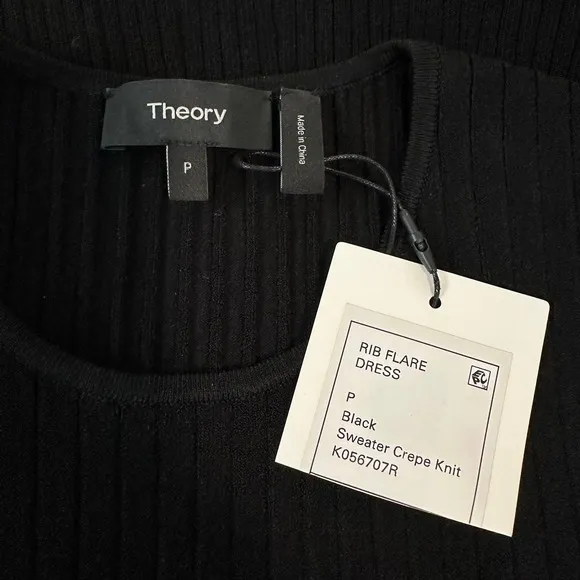 Theory
P
Made in China
RIB FLARE
DRESS
P
Black
Sweater Crepe Knit
K056707R